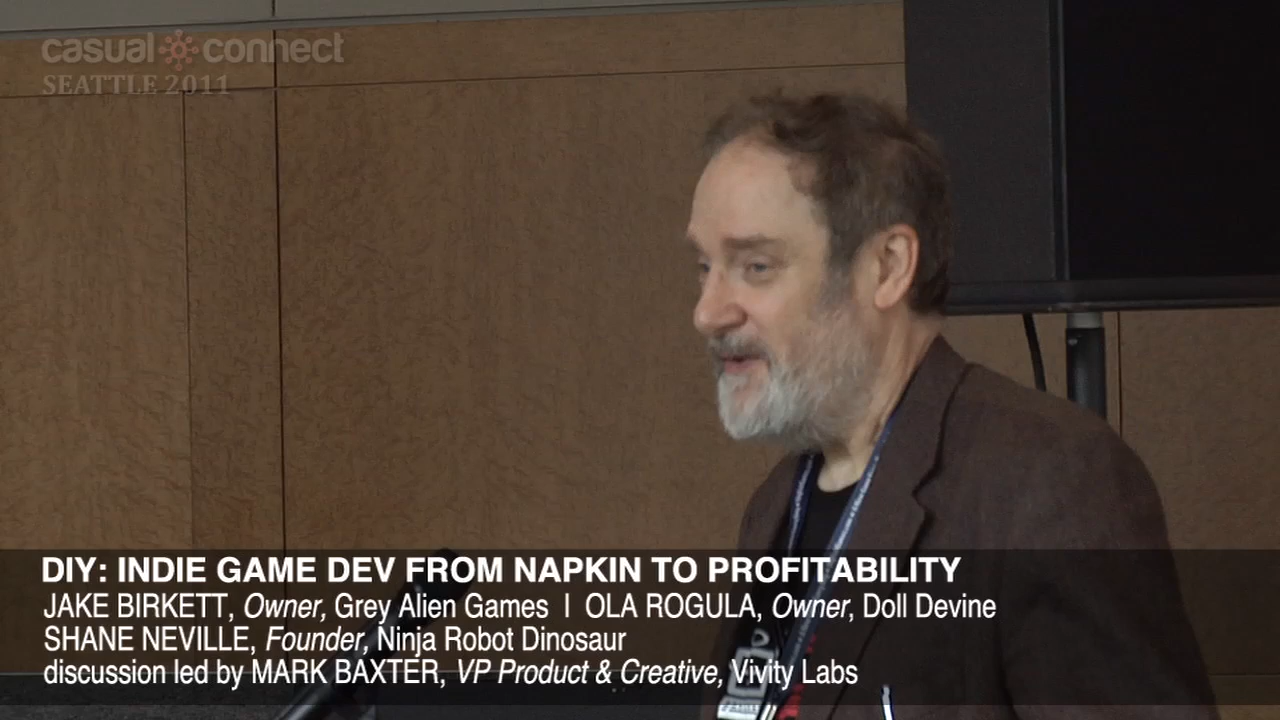 casual connect
SEATTLE 2011
DIY: INDIE GAME DEV FROM NAPKIN TO PROFITABILITY
JAKE BIRKETT, Owner, Grey Alien Games | OLA ROGULA, Owner, Doll Devine
SHANE NEVILLE, Founder, Ninja Robot Dinosaur
discussion led by MARK BAXTER, VP Product & Creative, Vivity Labs